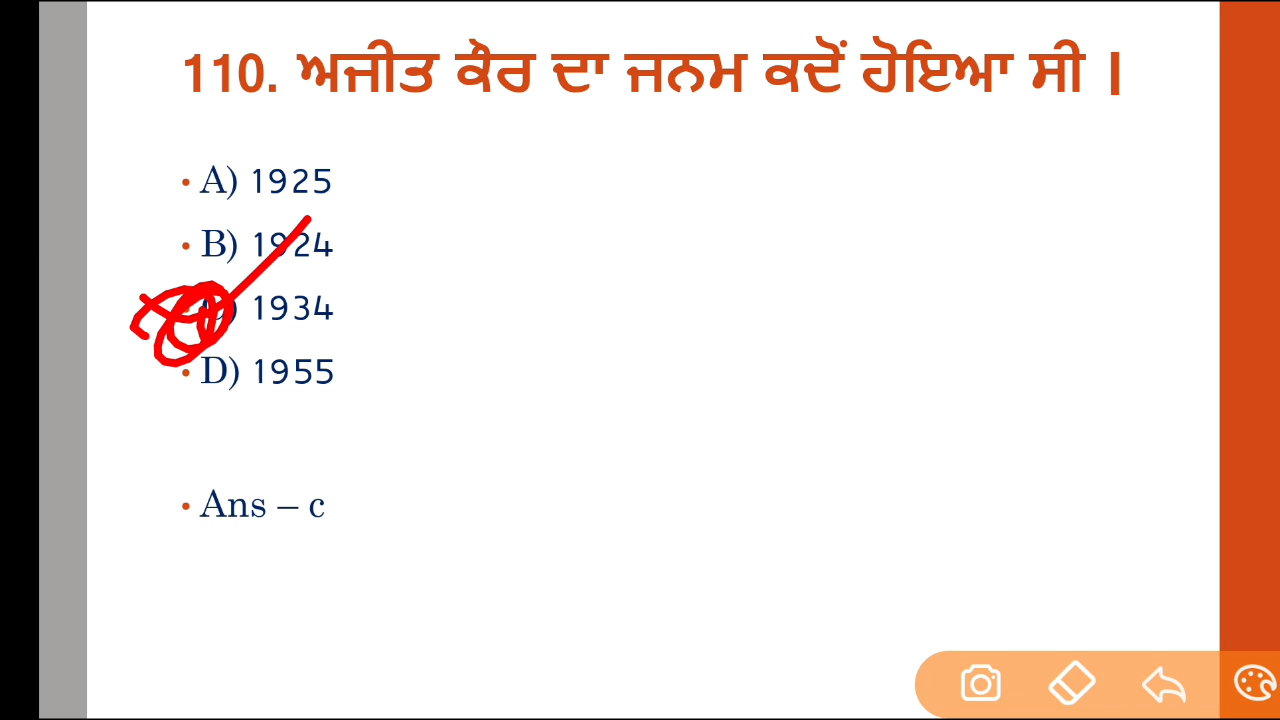 110. ਅਜੀਤ ਕੌਰ ਦਾ ਜਨਮ ਕਦੋਂ ਹੋਇਆ ਸੀ ।
• A) 1925
• B) 1924
• C) 1934
• D) 1955
• Ans – c